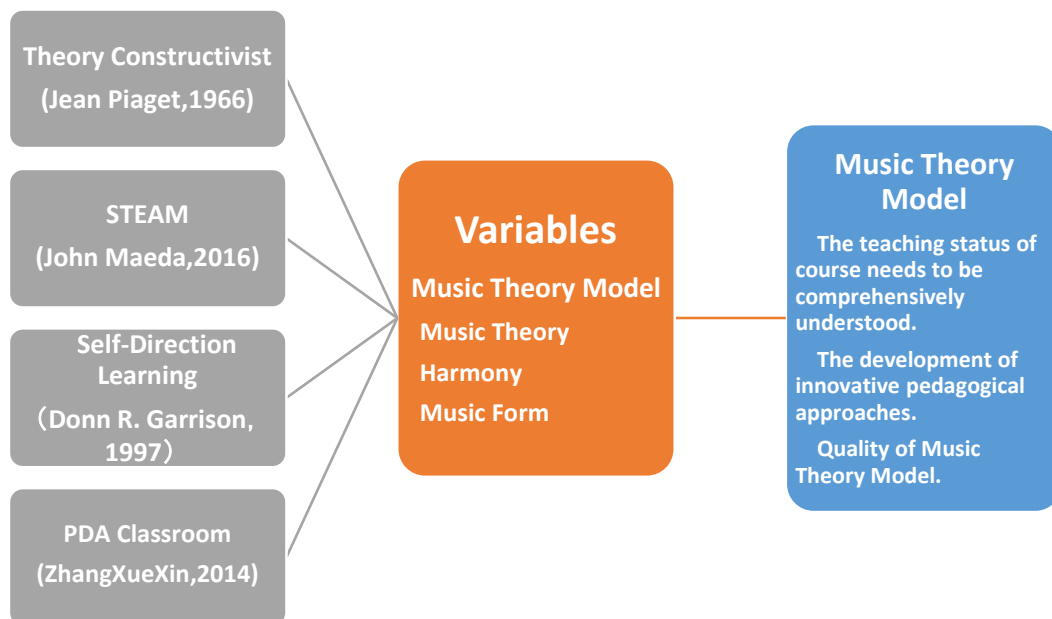 Theory Constructivist
(Jean Piaget,1966)
STEAM
(John Maeda,2016)
Self-Direction
Learning
（Donn R. Garrison,
1997）
PDA Classroom
(ZhangXueXin,2014)
Variables
Music Theory Model
Music Theory
Harmony
Music Form
Music Theory
Model
The teaching status of
course needs to be
comprehensively
understood.
The development of
innovative pedagogical
approaches.
Quality of Music
Theory Model.